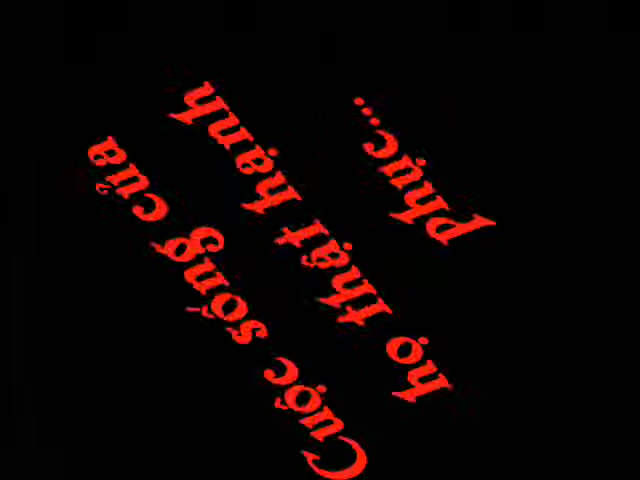 Cuộc sống của
họ thật hạnh
phúc...